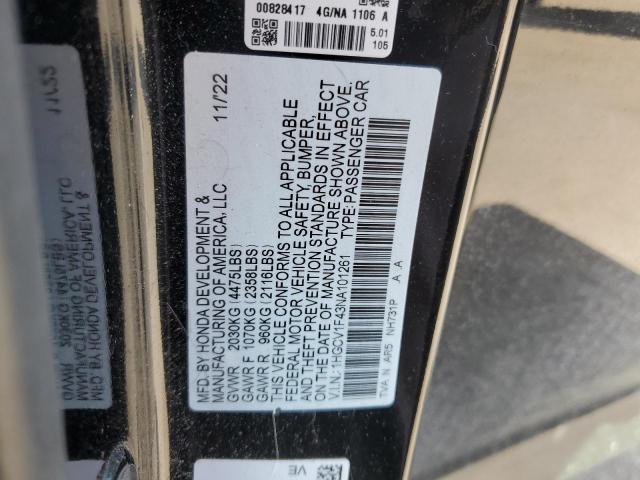 00828417 4G/NA 1106 A
5.01
105
MFD. BY HONDA DEVELOPMENT &
MANUFACTURING OF AMERICA, LLC 11/22
GVWR 2030KG (4475LBS)
GAWR F 1070KG (2358LBS)
GAWR R 960KG (2116LBS)
THIS VEHICLE CONFORMS TO ALL APPLICABLE
FEDERAL MOTOR VEHICLE SAFETY, BUMPER,
AND THEFT PREVENTION STANDARDS IN EFFECT
ON THE DATE OF MANUFACTURE SHOWN ABOVE.
V.I.N.: 1HGCV1F43NA101261 TYPE: PASSENGER CAR
TVA N AR5 NH731P A A
VE